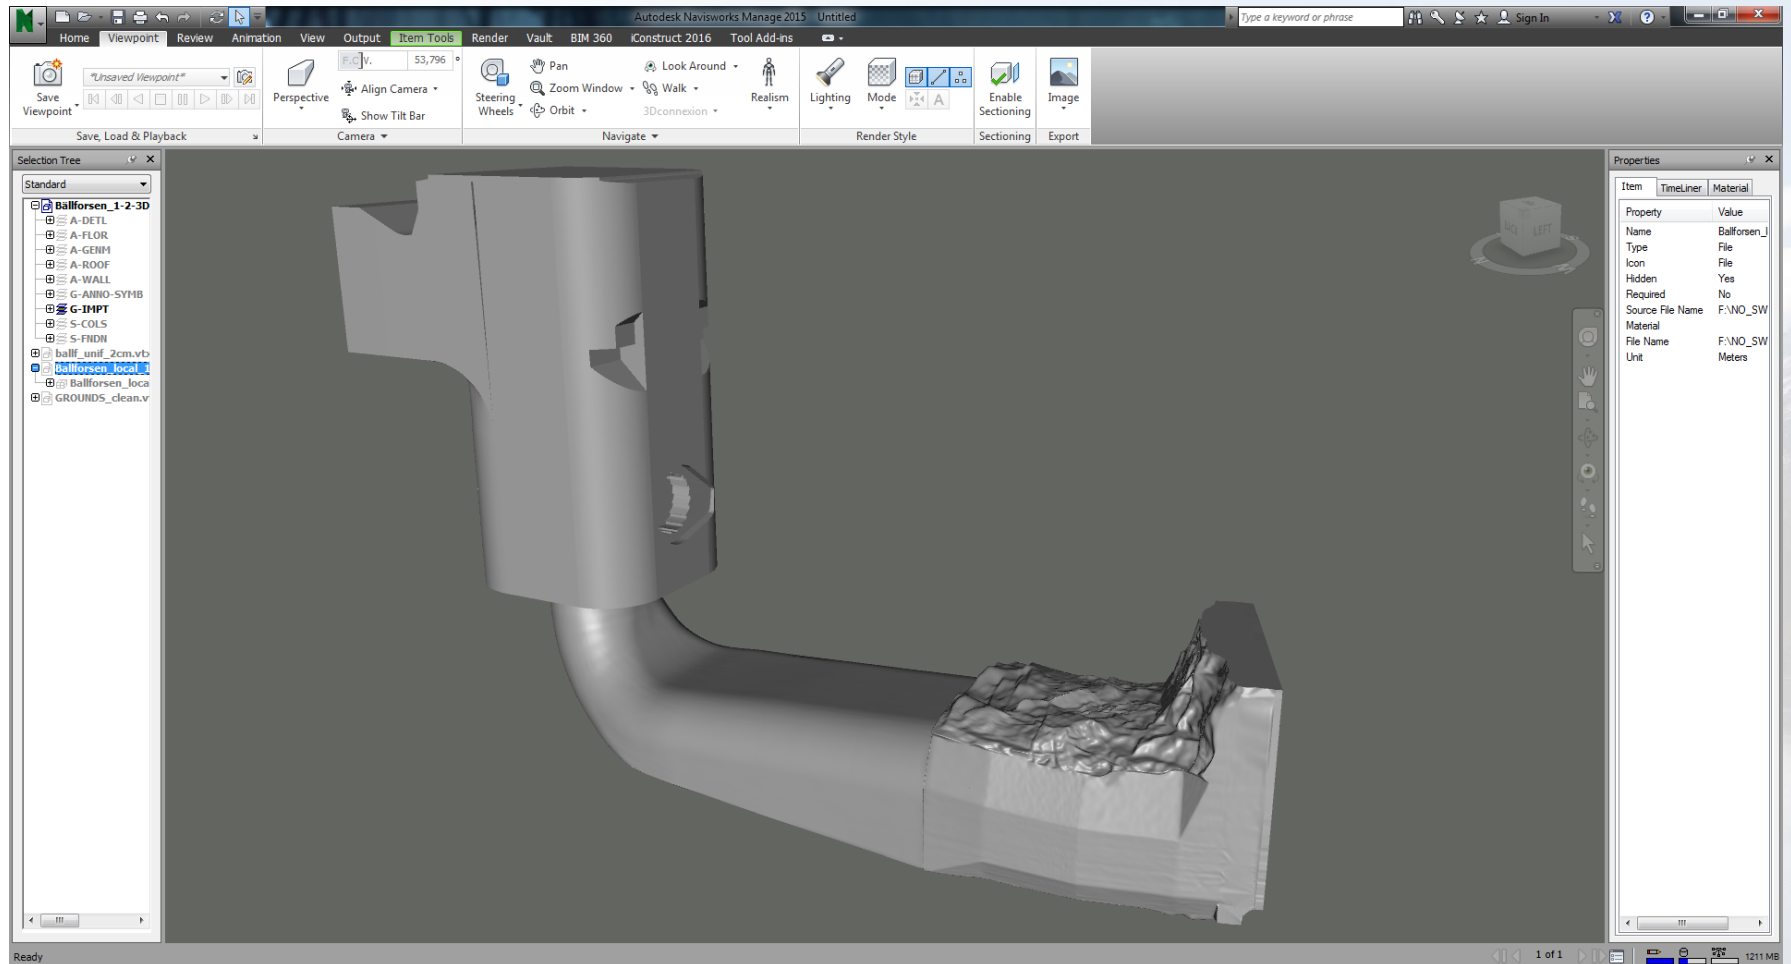 Autodesk Navisworks Manage 2015 Untitled
Type a keyword or phrase
Sign In
Home Viewpoint Review Animation View Output Item Tools Render Vault BIM 360 iConstruct 2016 Tool Add-ins
Save Viewpoint
*Unsaved Viewpoint*
Save, Load & Playback
Perspective
F.O.V. 53,796 °
Align Camera
Show Tilt Bar
Camera
Steering Wheels
Pan
Zoom Window
Orbit
Look Around
Walk
3Dconnexion
Realism
Navigate
Lighting
Mode
A
Render Style
Enable Sectioning
Sectioning
Image
Export
Selection Tree
Standard
Bällforsen_1-2-3D
A-DETL
A-FLOR
A-GENM
A-ROOF
A-WALL
G-ANNO-SYMB
G-IMPT
S-COLS
S-FNDN
ballf_unif_2cm.vb
Ballforsen_local_1
Ballforsen_loca
GROUNDS_clean.v
LEFT
Properties
Item TimeLiner Material
Property Value
Name Ballforsen_l
Type File
Icon File
Hidden Yes
Required No
Source File Name F:\NO_SW
Material
File Name F:\NO_SW
Unit Meters
Ready
1 of 1
1211 MB